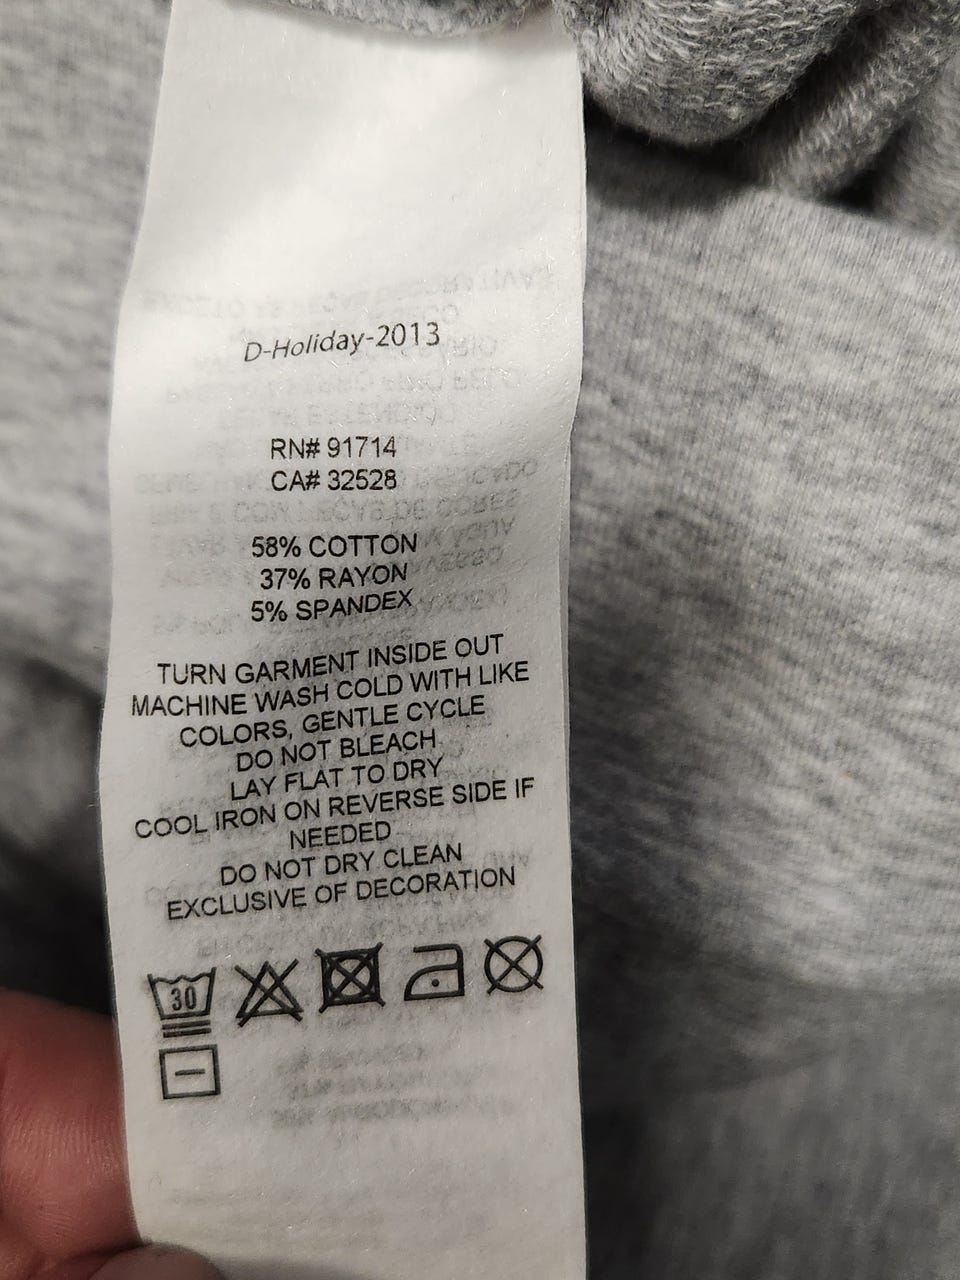 D-Holiday-2013
RN# 91714
CA# 32528
58% COTTON
37% RAYON
5% SPANDEX
TURN GARMENT INSIDE OUT
MACHINE WASH COLD WITH LIKE
COLORS, GENTLE CYCLE
DO NOT BLEACH
LAY FLAT TO DRY
COOL IRON ON REVERSE SIDE IF
NEEDED
DO NOT DRY CLEAN
EXCLUSIVE OF DECORATION
30